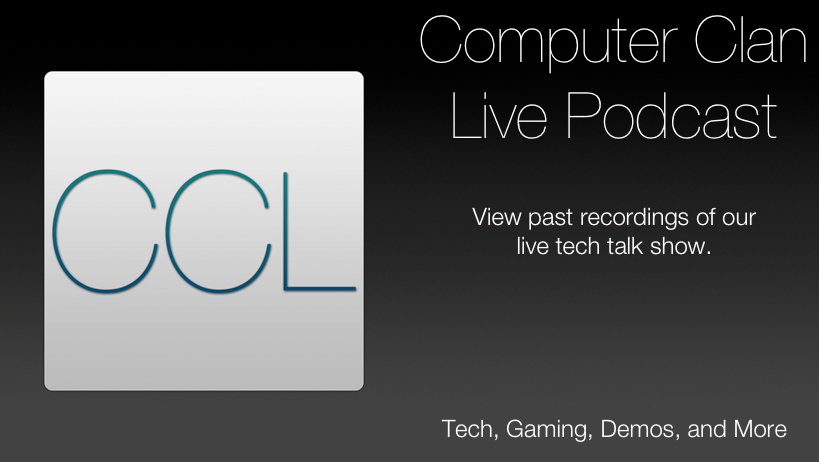 Computer Clan
Live Podcast
CCL
View past recordings of our
live tech talk show.
Tech, Gaming, Demos, and More